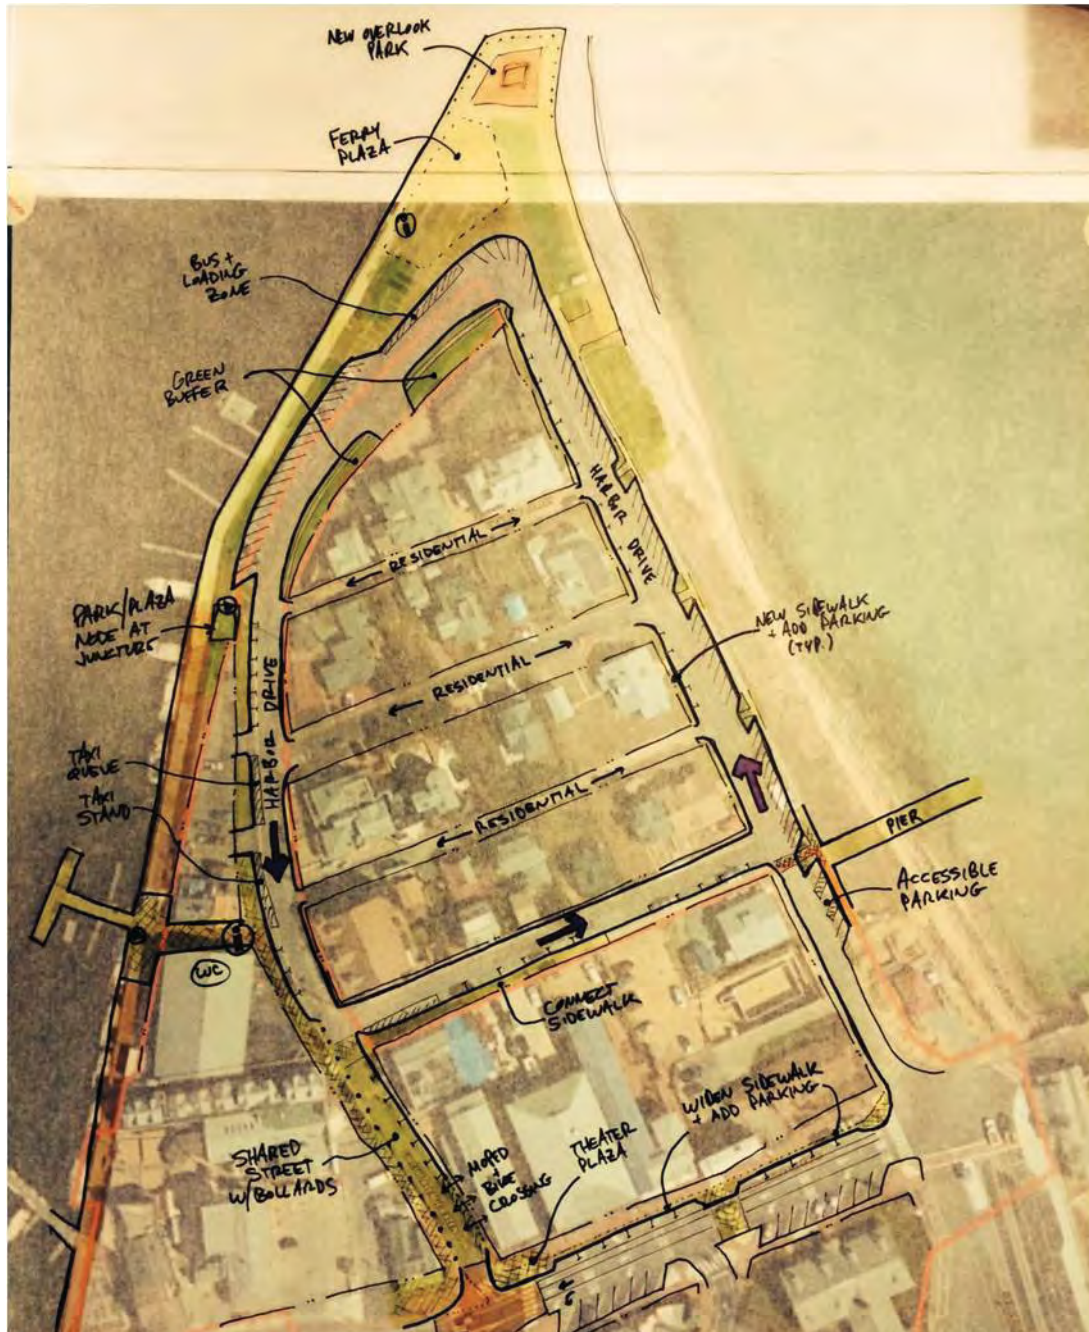 NEW OVERLOOK
PARK
FERRY
PLAZA
BUS +
LOADING
ZONE
GREEN
BUFFER
HARBOR DRIVE
← RESIDENTIAL →
PARK/PLAZA
NODE AT
JUNCTURE
NEW SIDEWALK
+ ADD PARKING
(TYP.)
← RESIDENTIAL →
HARBOR DRIVE
TAXI
QUEUE
TAXI
STAND
← RESIDENTIAL →
PIER
ACCESSIBLE
PARKING
WC
CONNECT
SIDEWALK
WIDEN SIDEWALK
+ ADD PARKING
THEATER
PLAZA
SHARED
STREET
W/BOLLARDS
MOPED
BIKE
CROSSING